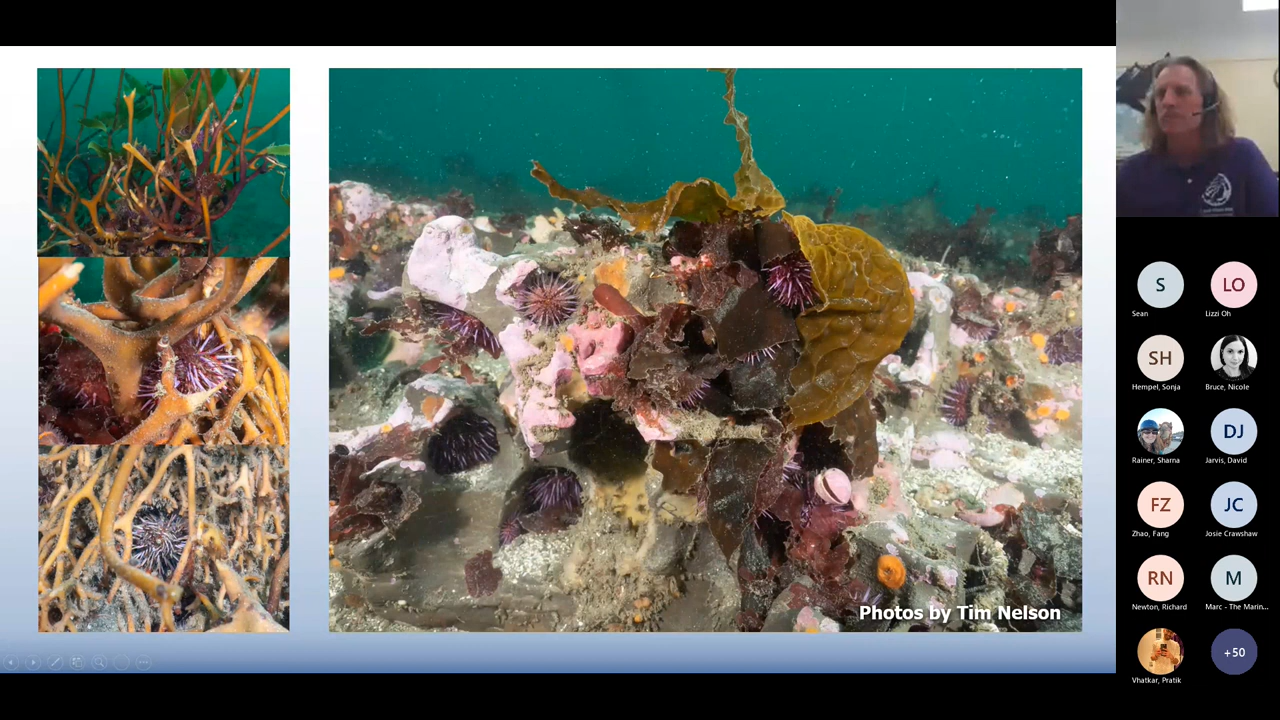 Photos by Tim Nelson
S
Sean
LO
Lizzi Oh
SH
Hempel, Sonja
Bruce, Nicole
Rainer, Sharna
DJ
Jarvis, David
FZ
Zhao, Fang
JC
Josie Crawshaw
RN
Newton, Richard
M
Marc - The Marin...
Vhatkar, Pratik
+50